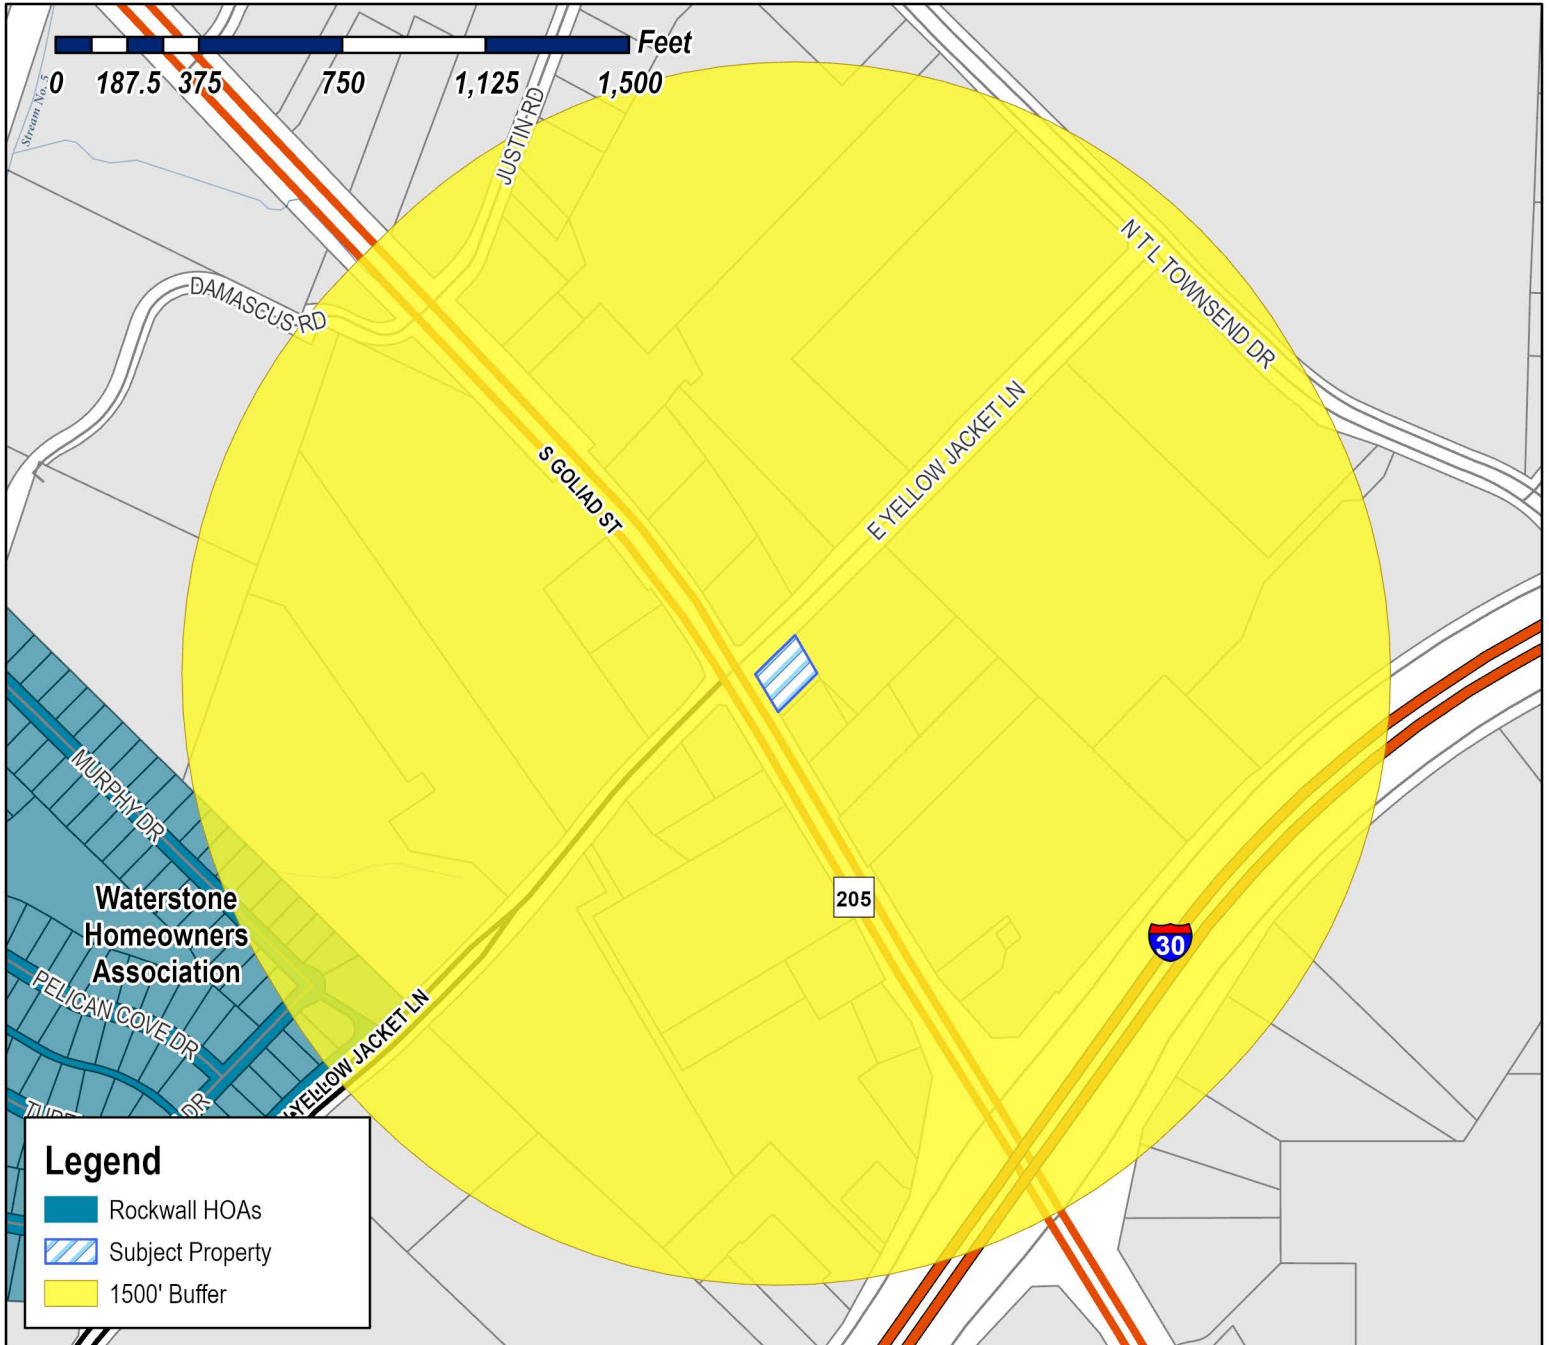 Feet
0 187.5 375 750 1,125 1,500
Stream No. 5
JUSTIN RD
DAMASCUS RD
N T L TOWNSEND DR
E YELLOW JACKET LN
S GOLIAD ST
MURPHY DR
205
30
Waterstone
Homeowners
Association
PELICAN COVE DR
YELLOW JACKET LN
DR
Legend
Rockwall HOAs
Subject Property
1500' Buffer